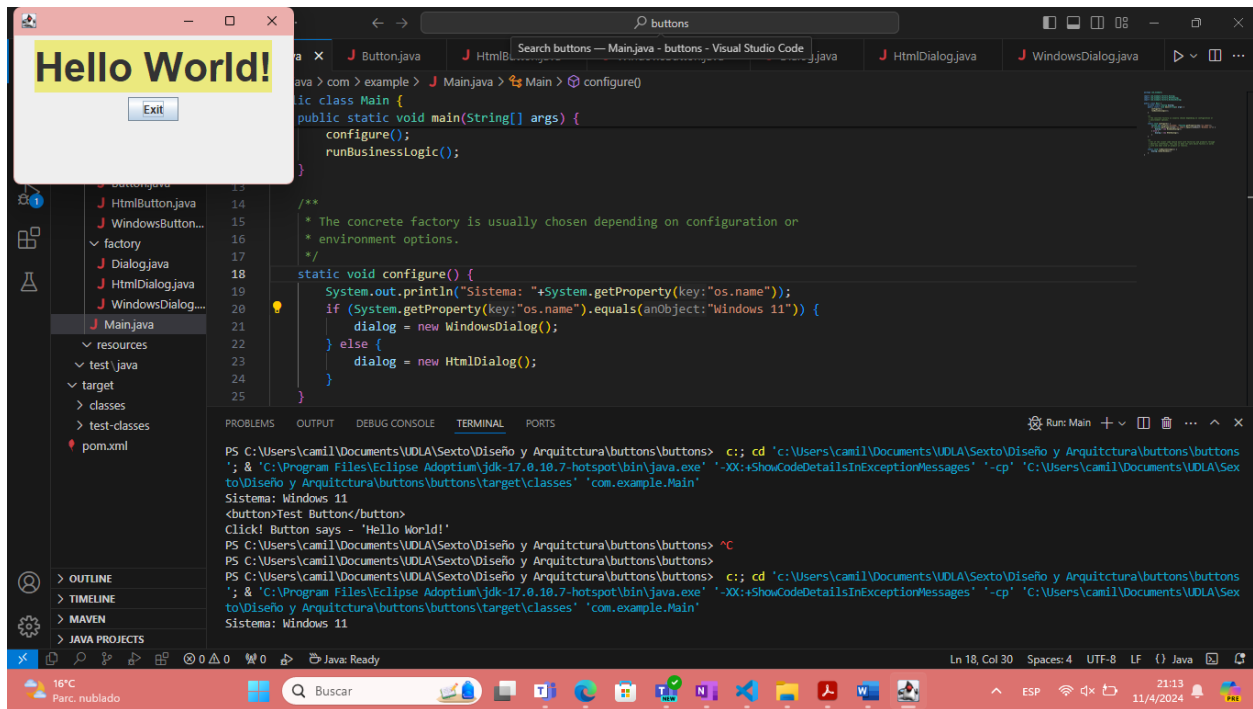 Hello World!
Exit
buttons
Search buttons — Main.java - buttons - Visual Studio Code
Button.java
HtmlDialog.java
WindowsDialog.java
ava > com > example > Main.java > Main > configure()
public static void main(String[] args) {
configure();
runBusinessLogic();
}
Button.java
HtmlButton.java
WindowsButton...
factory
Dialog.java
HtmlDialog.java
WindowsDialog....
Main.java
resources
test\java
target
classes
test-classes
pom.xml
OUTLINE
TIMELINE
MAVEN
JAVA PROJECTS
13
14 /**
15 * The concrete factory is usually chosen depending on configuration or
16 * environment options.
17 */
18 static void configure() {
19 System.out.println("Sistema: "+System.getProperty(key:"os.name"));
20 if (System.getProperty(key:"os.name").equals(anObject:"Windows 11")) {
21 dialog = new WindowsDialog();
22 } else {
23 dialog = new HtmlDialog();
24 }
25 }
PROBLEMS OUTPUT DEBUG CONSOLE TERMINAL PORTS
Run: Main
PS C:\Users\camil\Documents\UDLA\Sexto\Diseño y Arquitctura\buttons\buttons> c:; cd 'c:\Users\camil\Documents\UDLA\Sexto\Diseño y Arquitctura\buttons\buttons
'; & 'C:\Program Files\Eclipse Adoptium\jdk-17.0.10.7-hotspot\bin\java.exe' '-XX:+ShowCodeDetailsInExceptionMessages' '-cp' 'C:\Users\camil\Documents\UDLA\Sex
to\Diseño y Arquitctura\buttons\buttons\target\classes' 'com.example.Main'
Sistema: Windows 11
<button>Test Button</button>
Click! Button says - 'Hello World!'
PS C:\Users\camil\Documents\UDLA\Sexto\Diseño y Arquitctura\buttons\buttons> ^C
PS C:\Users\camil\Documents\UDLA\Sexto\Diseño y Arquitctura\buttons\buttons>
PS C:\Users\camil\Documents\UDLA\Sexto\Diseño y Arquitctura\buttons\buttons> c:; cd 'c:\Users\camil\Documents\UDLA\Sexto\Diseño y Arquitctura\buttons\buttons
'; & 'C:\Program Files\Eclipse Adoptium\jdk-17.0.10.7-hotspot\bin\java.exe' '-XX:+ShowCodeDetailsInExceptionMessages' '-cp' 'C:\Users\camil\Documents\UDLA\Sex
to\Diseño y Arquitctura\buttons\buttons\target\classes' 'com.example.Main'
Sistema: Windows 11
0 0 0 Java: Ready
Ln 18, Col 30 Spaces: 4 UTF-8 LF {} Java
16°C
Parc. nublado
Buscar
ESP
21:13
11/4/2024